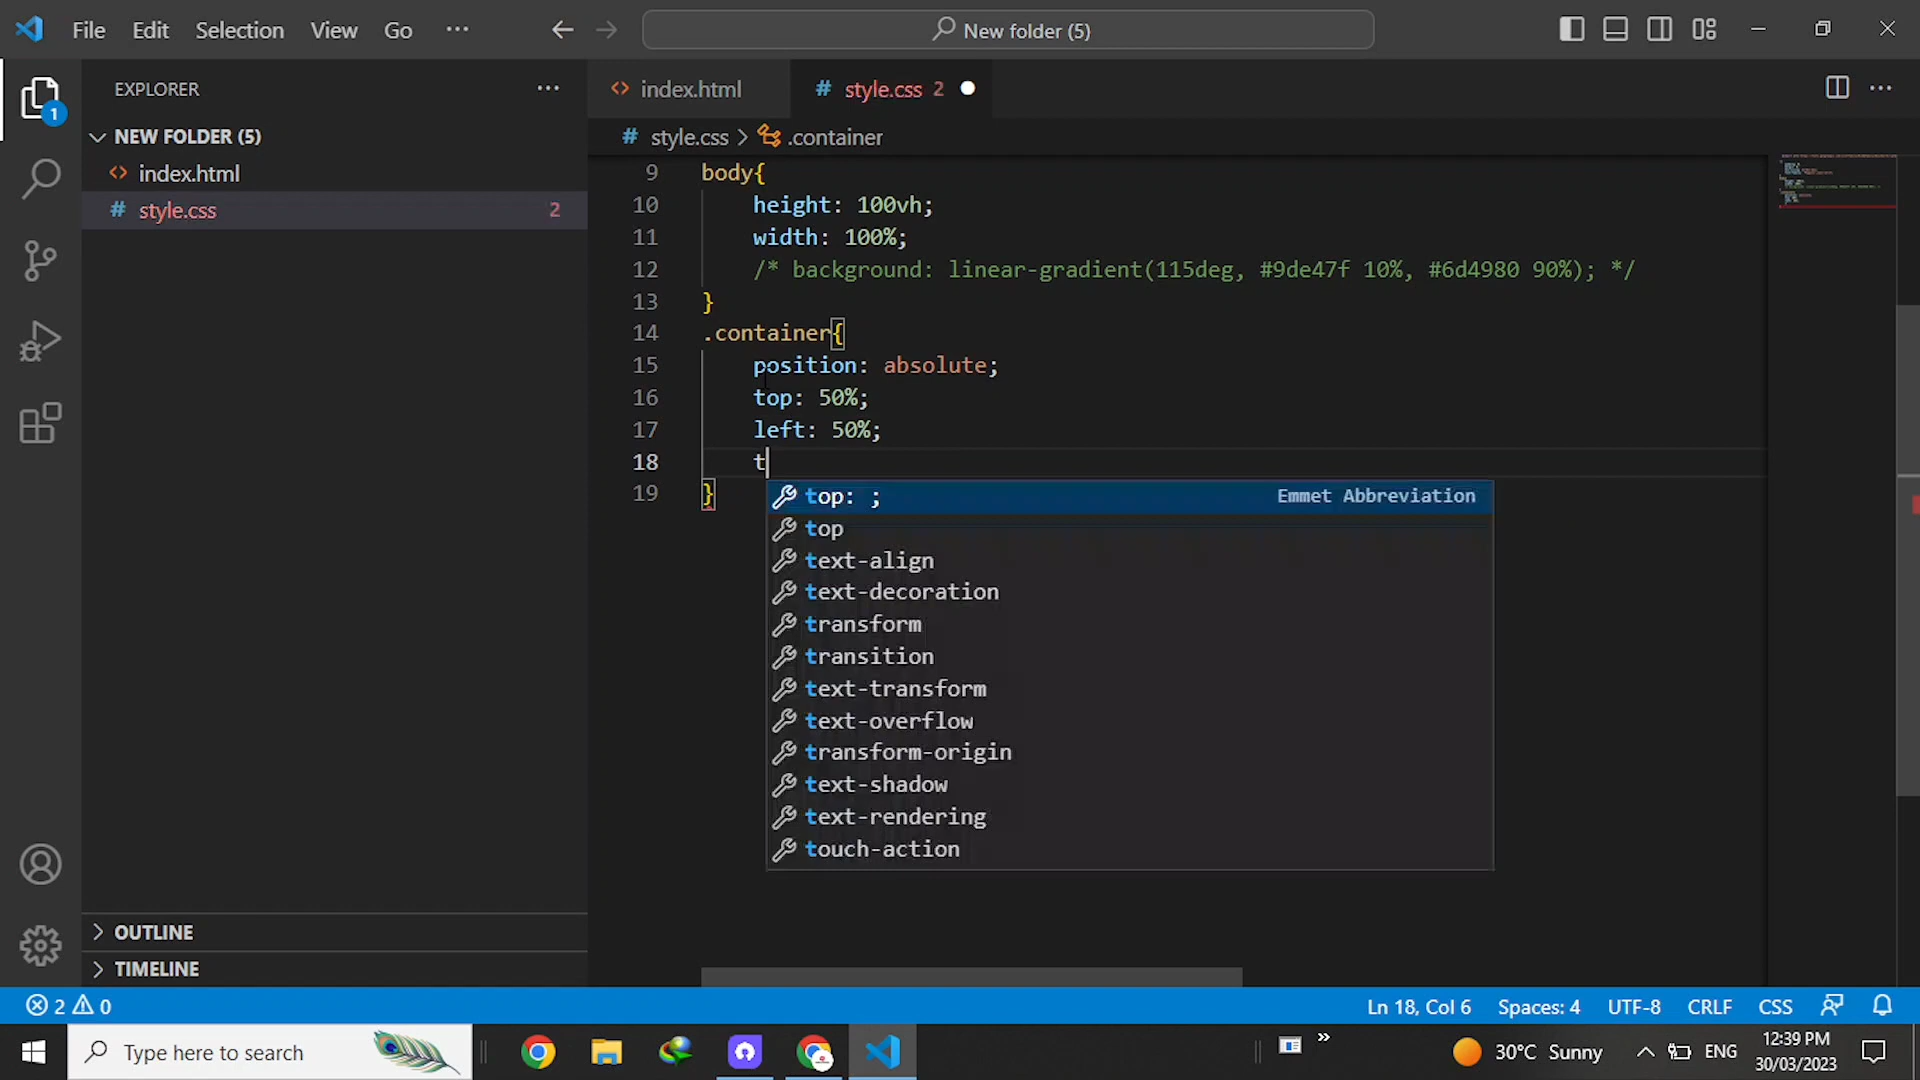 File Edit Selection View Go ··· New folder (5)
EXPLORER ···
NEW FOLDER (5)
index.html
style.css 2
1
OUTLINE
TIMELINE
index.html style.css 2
style.css > .container
9 body{
10 height: 100vh;
11 width: 100%;
12 /* background: linear-gradient(115deg, #9de47f 10%, #6d4980 90%); */
13 }
14 .container{
15 position: absolute;
16 top: 50%;
17 left: 50%;
18 t
19 }
top: ; Emmet Abbreviation
top
text-align
text-decoration
transform
transition
text-transform
text-overflow
transform-origin
text-shadow
text-rendering
touch-action
2 0 Ln 18, Col 6 Spaces: 4 UTF-8 CRLF CSS
Type here to search 30°C Sunny ENG 12:39 PM
30/03/2023